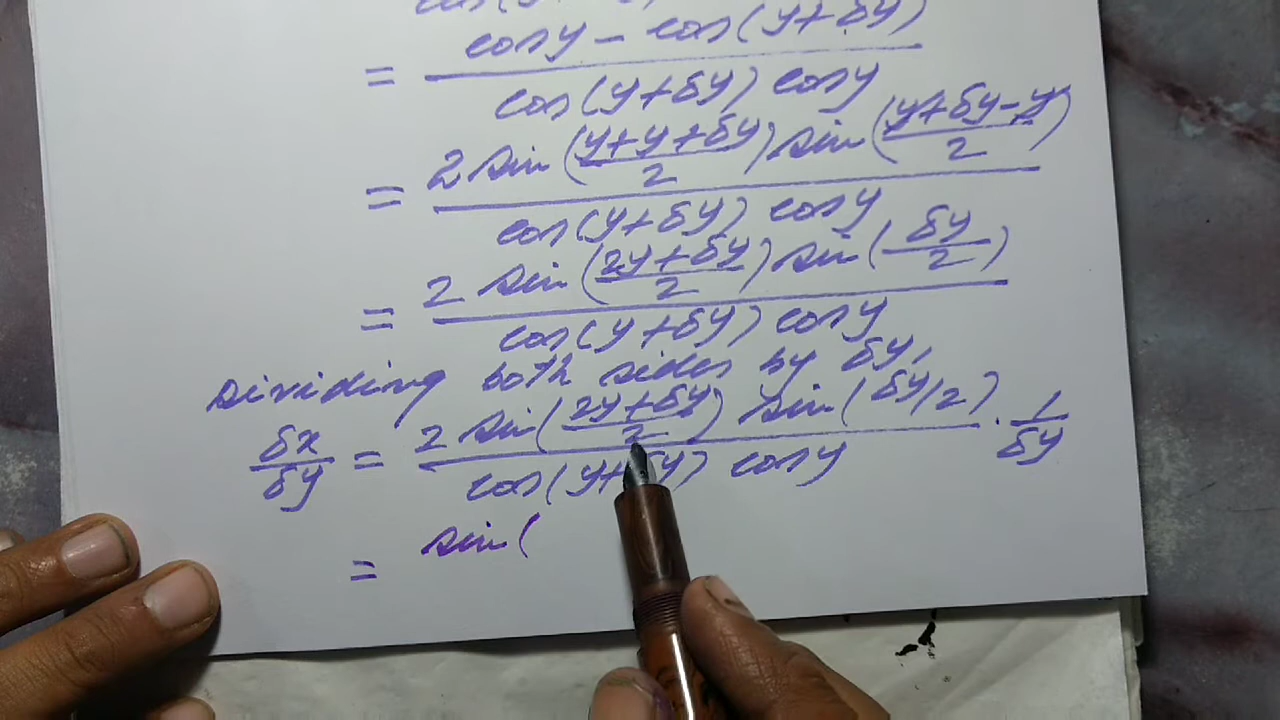 = cos y - cos(y+δy) / cos(y+δy) cos y
= 2 sin((y+y+δy)/2) sin((y+δy-y)/2) / cos(y+δy) cos y
= 2 sin((2y+δy)/2) sin(δy/2) / cos(y+δy) cos y
Dividing both sides by δy,
δx/δy = 2 sin((2y+δy)/2) sin(δy/2) / cos(y+δy) cos y · 1/δy
= sin(